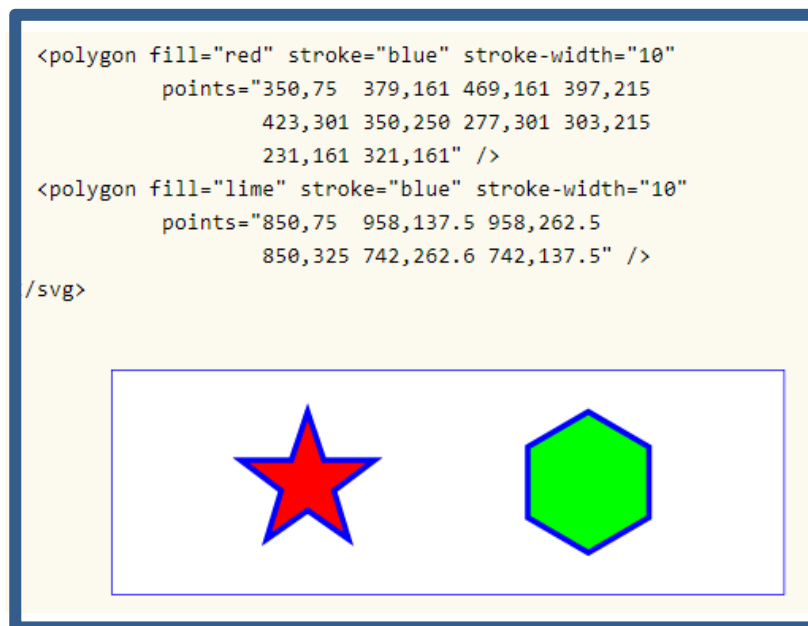 <polygon fill="red" stroke="blue" stroke-width="10"
points="350,75 379,161 469,161 397,215
423,301 350,250 277,301 303,215
231,161 321,161" />
<polygon fill="lime" stroke="blue" stroke-width="10"
points="850,75 958,137.5 958,262.5
850,325 742,262.6 742,137.5" />
/svg>